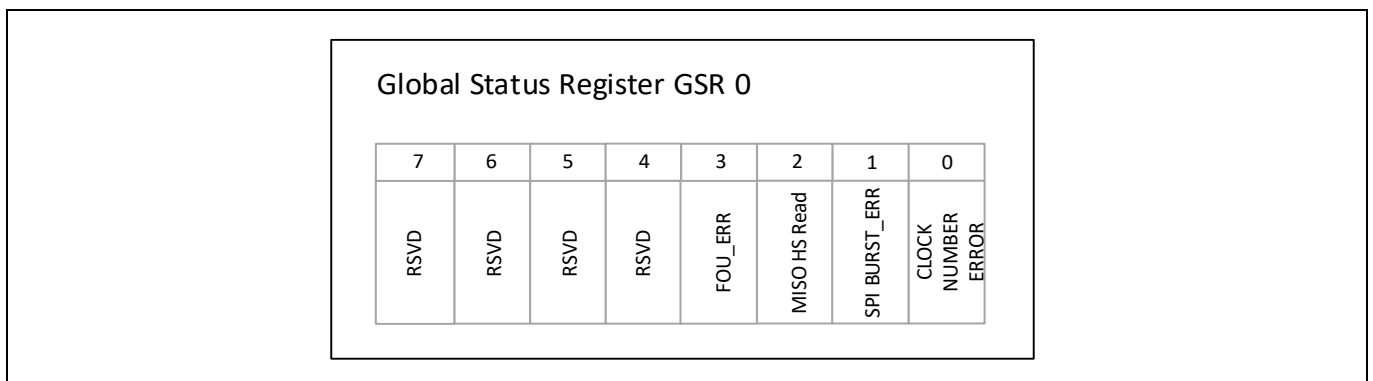 Global Status Register GSR 0
7 6 5 4 3 2 1 0
RSVD
RSVD
RSVD
RSVD
FOU_ERR
MISO HS Read
SPI BURST_ERR
CLOCK
NUMBER
ERROR